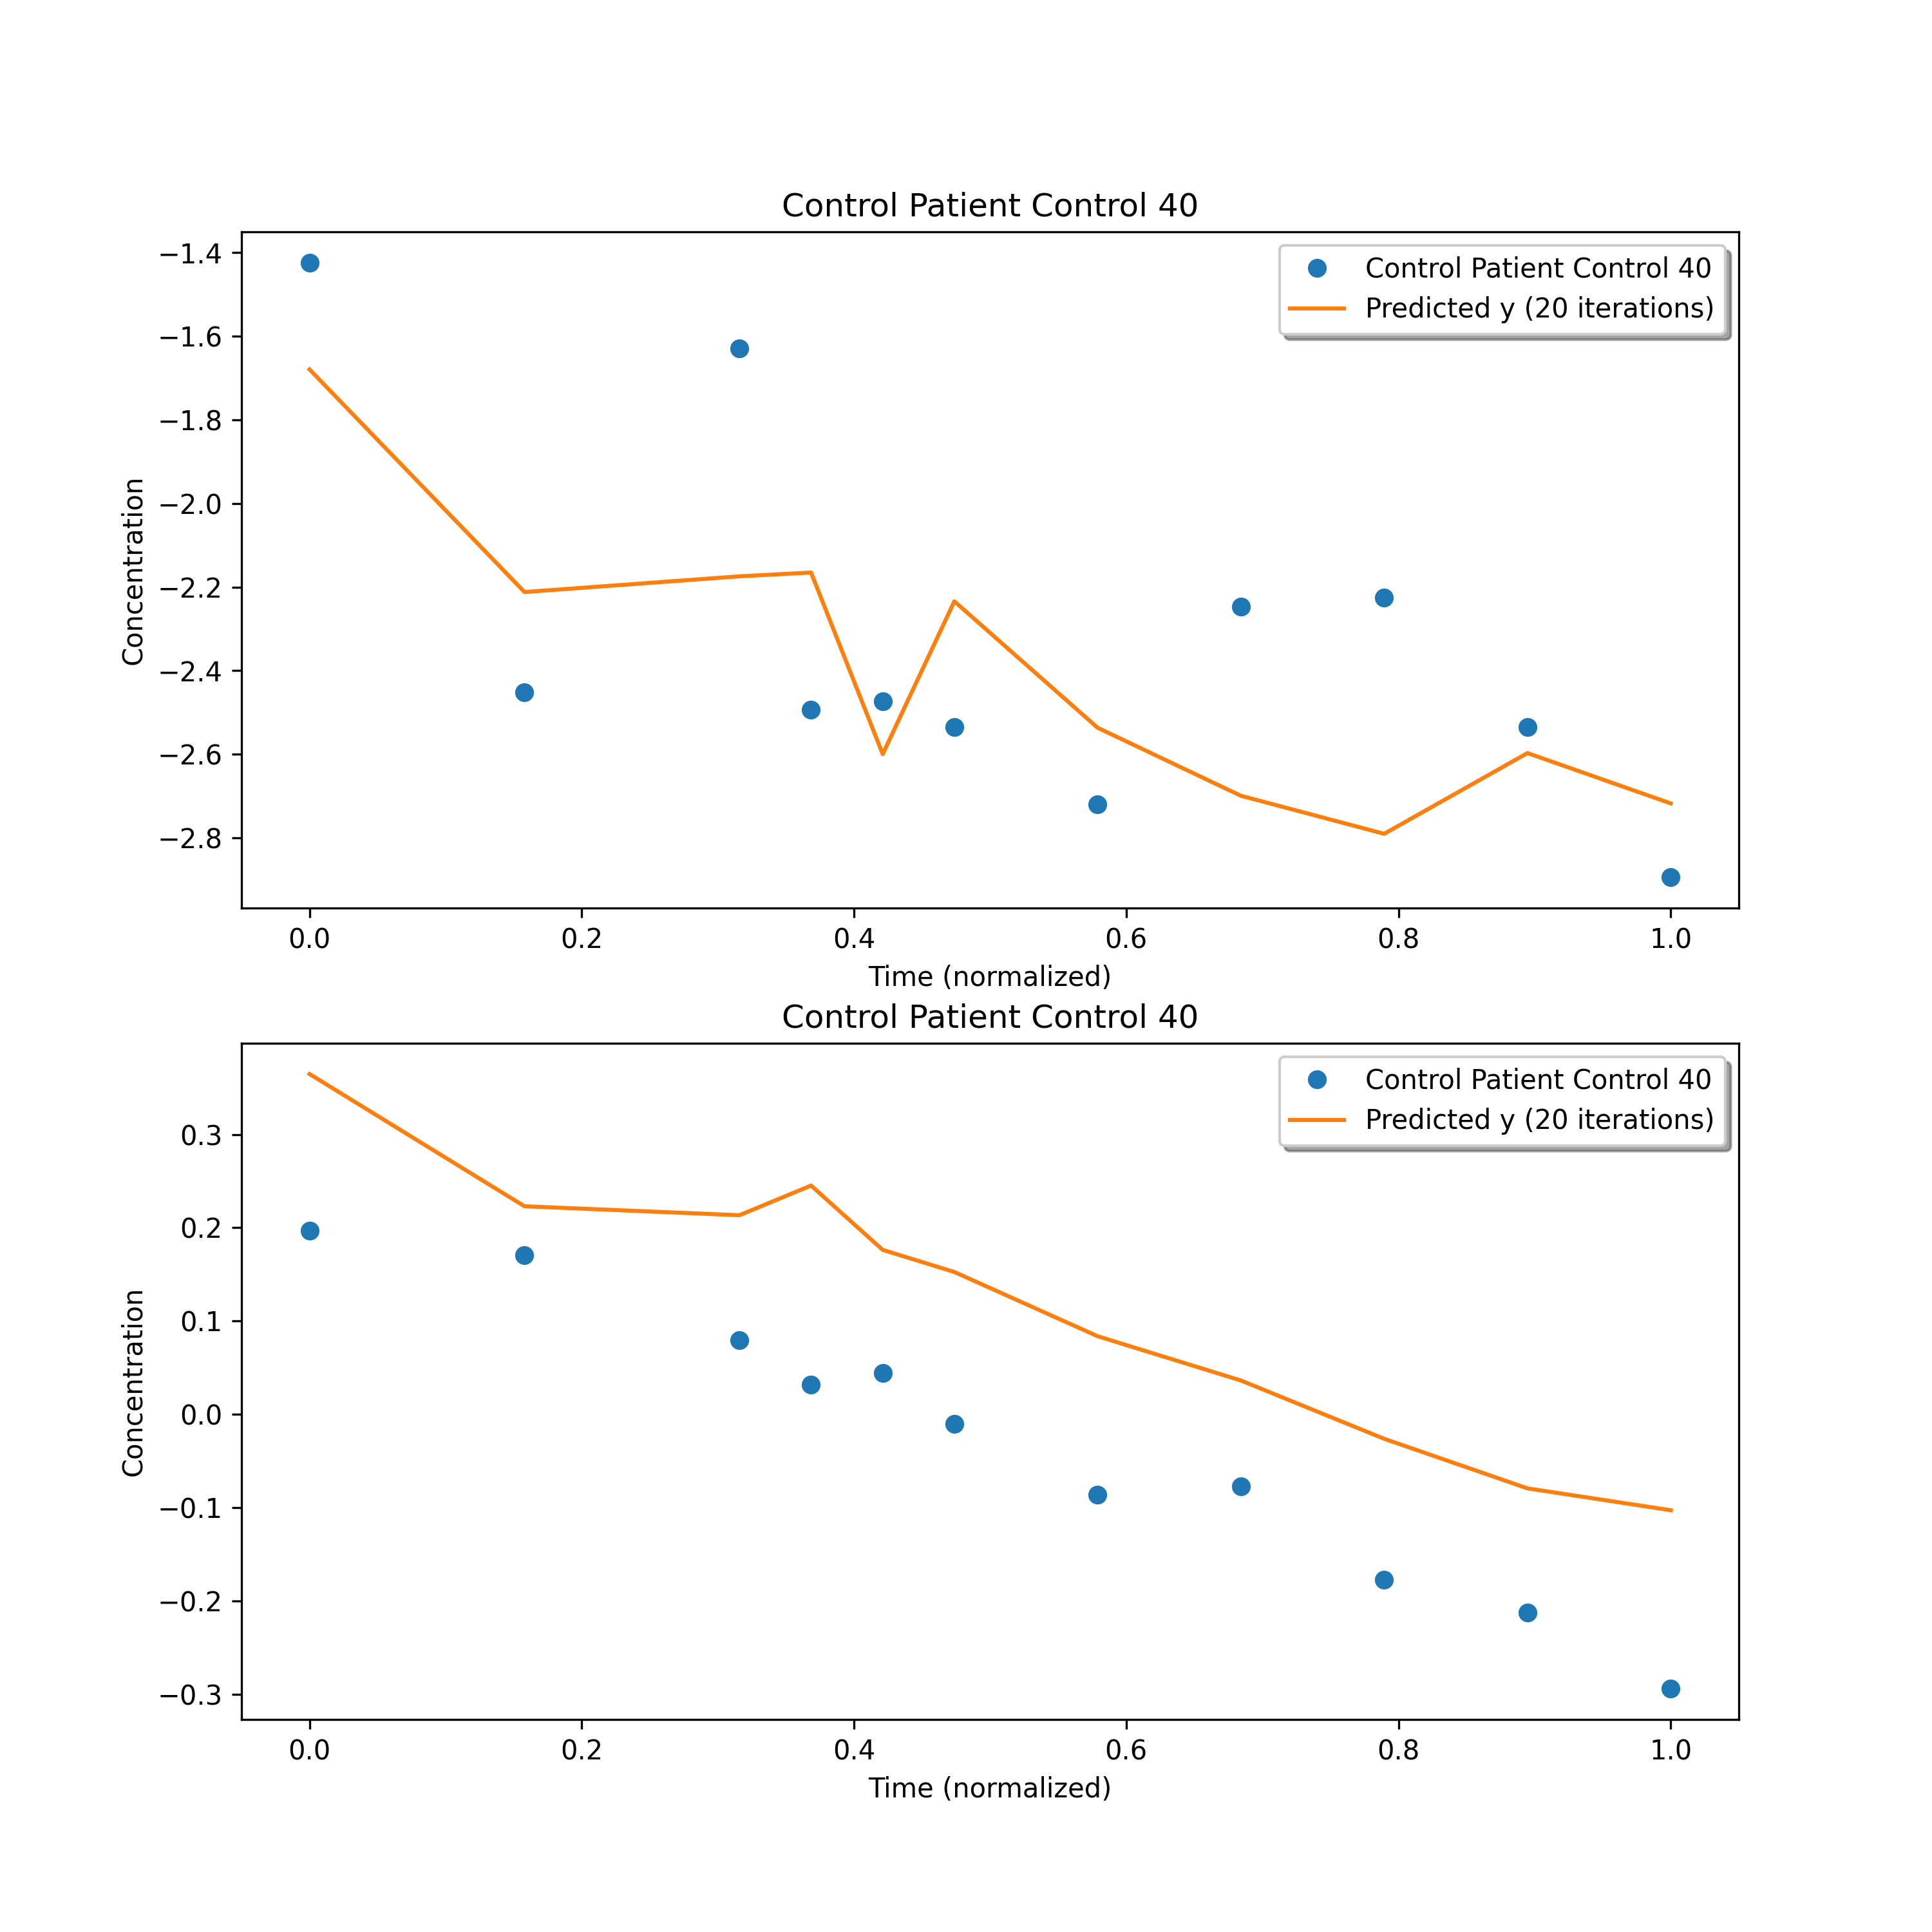 Control Patient Control 40
Control Patient Control 40
Predicted y (20 iterations)
−1.4
−1.6
−1.8
−2.0
−2.2
−2.4
−2.6
−2.8
Concentration
0.0 0.2 0.4 0.6 0.8 1.0
Time (normalized)
Control Patient Control 40
Control Patient Control 40
Predicted y (20 iterations)
0.3
0.2
0.1
0.0
−0.1
−0.2
−0.3
Concentration
0.0 0.2 0.4 0.6 0.8 1.0
Time (normalized)